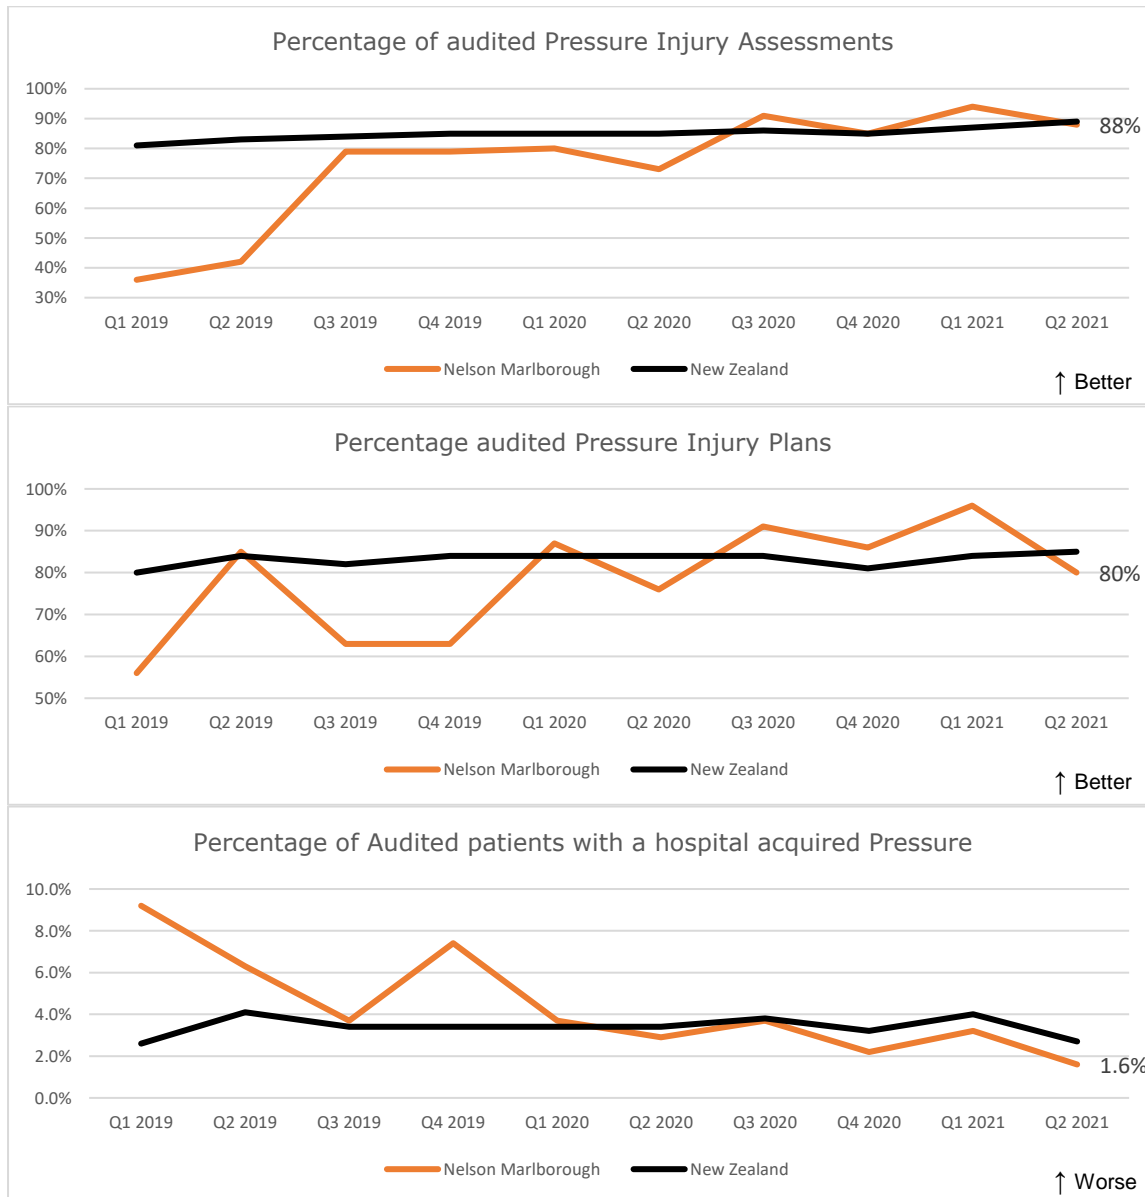 Percentage of audited Pressure Injury Assessments
100%
90%
80%
70%
60%
50%
40%
30%
88%
Q1 2019 Q2 2019 Q3 2019 Q4 2019 Q1 2020 Q2 2020 Q3 2020 Q4 2020 Q1 2021 Q2 2021
Nelson Marlborough New Zealand
↑ Better
Percentage audited Pressure Injury Plans
100%
90%
80%
70%
60%
50%
80%
Q1 2019 Q2 2019 Q3 2019 Q4 2019 Q1 2020 Q2 2020 Q3 2020 Q4 2020 Q1 2021 Q2 2021
Nelson Marlborough New Zealand
↑ Better
Percentage of Audited patients with a hospital acquired Pressure
10.0%
8.0%
6.0%
4.0%
2.0%
0.0%
1.6%
Q1 2019 Q2 2019 Q3 2019 Q4 2019 Q1 2020 Q2 2020 Q3 2020 Q4 2020 Q1 2021 Q2 2021
Nelson Marlborough New Zealand
↑ Worse